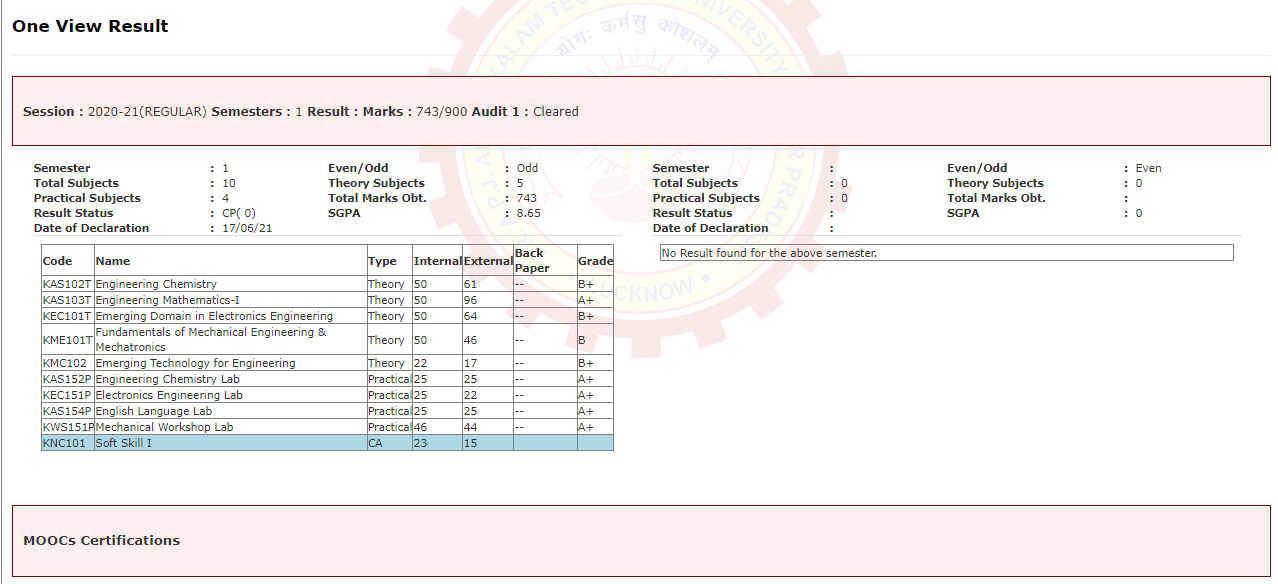 One View Result
योगः कर्मसु कौशलम्
Session : 2020-21(REGULAR) Semesters : 1 Result : Marks : 743/900 Audit 1 : Cleared
Semester : 1 Even/Odd : Odd
Total Subjects : 10 Theory Subjects : 5
Practical Subjects : 4 Total Marks Obt. : 743
Result Status : CP( 0) SGPA : 8.65
Date of Declaration : 17/06/21
Semester : Even/Odd : Even
Total Subjects : 0 Theory Subjects : 0
Practical Subjects : 0 Total Marks Obt. :
Result Status : SGPA : 0
Date of Declaration :
Code Name Type Internal External Back Paper Grade
KAS102T Engineering Chemistry Theory 50 61 -- B+
KAS103T Engineering Mathematics-I Theory 50 96 -- A+
KEC101T Emerging Domain in Electronics Engineering Theory 50 64 -- B+
KME101T Fundamentals of Mechanical Engineering &
Mechatronics Theory 50 46 -- B
KMC102 Emerging Technology for Engineering Theory 22 17 -- B+
KAS152P Engineering Chemistry Lab Practical 25 25 -- A+
KEC151P Electronics Engineering Lab Practical 25 22 -- A+
KAS154P English Language Lab Practical 25 25 -- A+
KWS151P Mechanical Workshop Lab Practical 46 44 -- A+
KNC101 Soft Skill I CA 23 15
No Result found for the above semester.
LUCKNOW
MOOCs Certifications